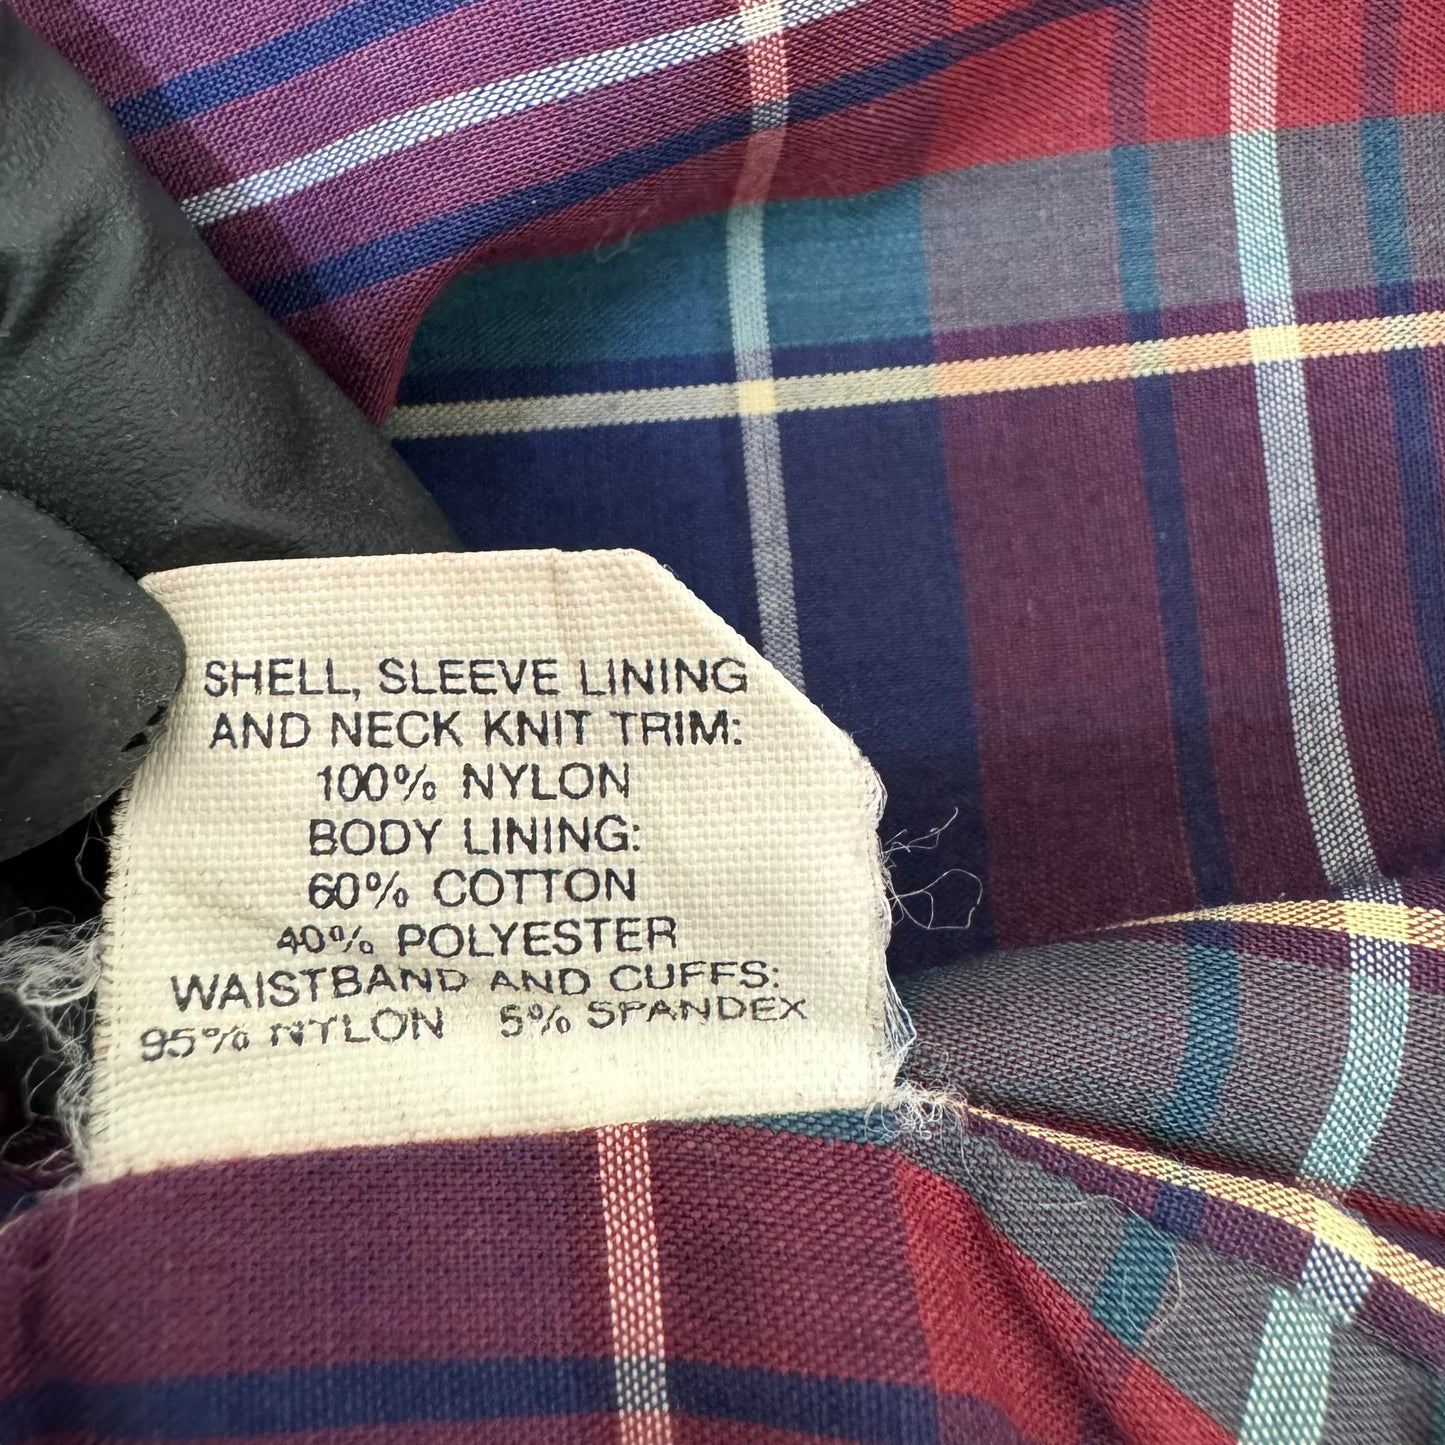 SHELL, SLEEVE LINING
AND NECK KNIT TRIM:
100% NYLON
BODY LINING:
60% COTTON
40% POLYESTER
WAISTBAND AND CUFFS:
95% NYLON 5% SPANDEX